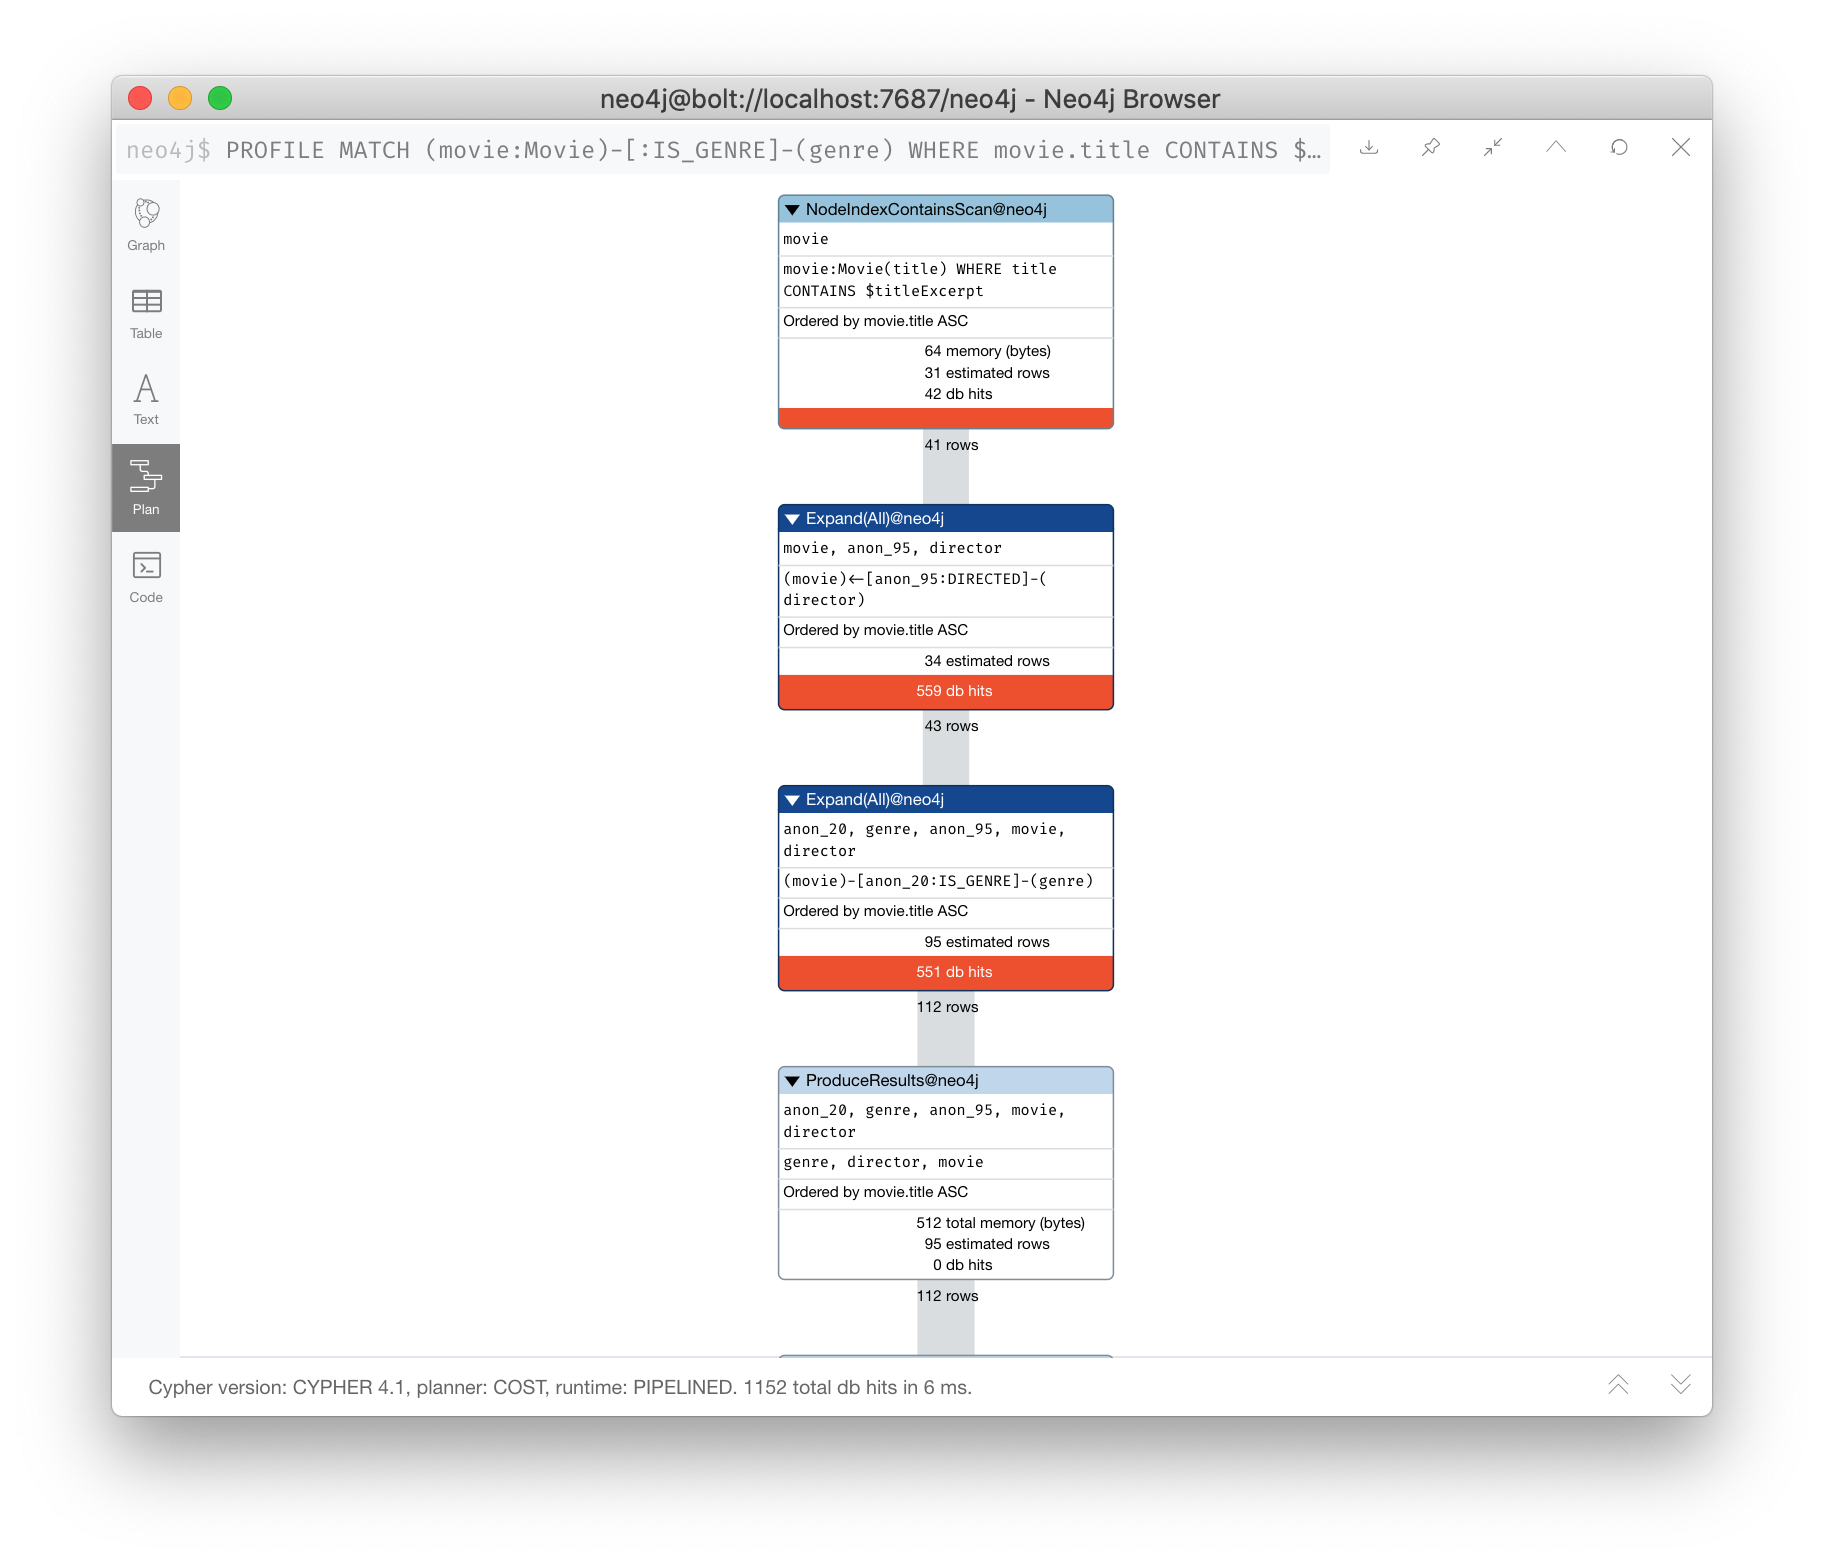 neo4j@bolt://localhost:7687/neo4j - Neo4j Browser
neo4j$ PROFILE MATCH (movie:Movie)-[:IS_GENRE]-(genre) WHERE movie.title CONTAINS $…
Graph
Table
Text
Plan
Code
NodeIndexContainsScan@neo4j
movie
movie:Movie(title) WHERE title
CONTAINS $titleExcerpt
Ordered by movie.title ASC
64 memory (bytes)
31 estimated rows
42 db hits
41 rows
Expand(All)@neo4j
movie, anon_95, director
(movie)<-[anon_95:DIRECTED]-(
director)
Ordered by movie.title ASC
34 estimated rows
559 db hits
43 rows
Expand(All)@neo4j
anon_20, genre, anon_95, movie,
director
(movie)-[anon_20:IS_GENRE]-(genre)
Ordered by movie.title ASC
95 estimated rows
551 db hits
112 rows
ProduceResults@neo4j
anon_20, genre, anon_95, movie,
director
genre, director, movie
Ordered by movie.title ASC
512 total memory (bytes)
95 estimated rows
0 db hits
112 rows
Cypher version: CYPHER 4.1, planner: COST, runtime: PIPELINED. 1152 total db hits in 6 ms.